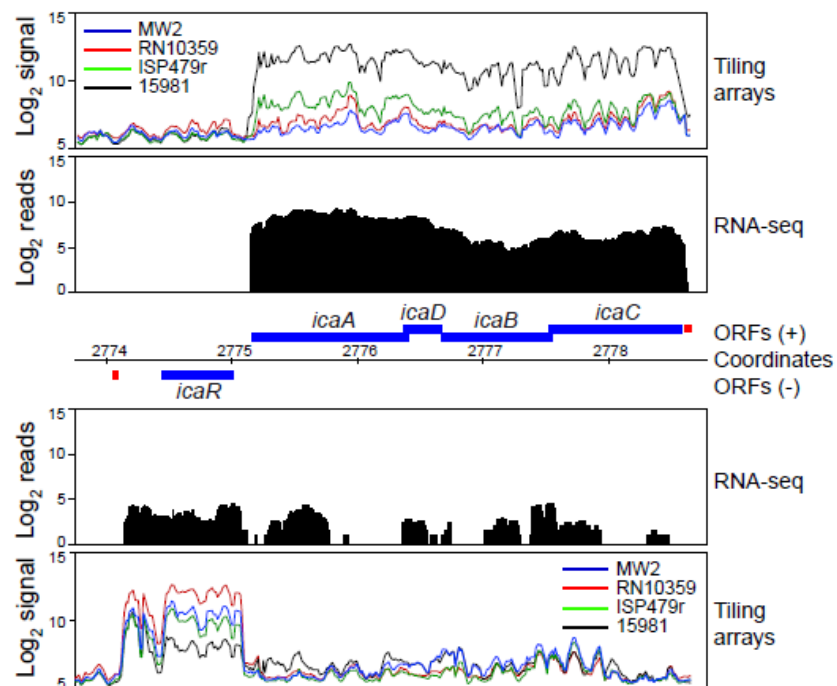 15
10
5
Log2 signal
MW2
RN10359
ISP479r
15981
Tiling arrays
15
10
5
0
Log2 reads
RNA-seq
icaA
icaD
icaB
icaC
ORFs (+)
2774
2775
2776
2777
2778
Coordinates
icaR
ORFs (-)
15
10
5
0
Log2 reads
RNA-seq
15
10
5
Log2 signal
MW2
RN10359
ISP479r
15981
Tiling arrays